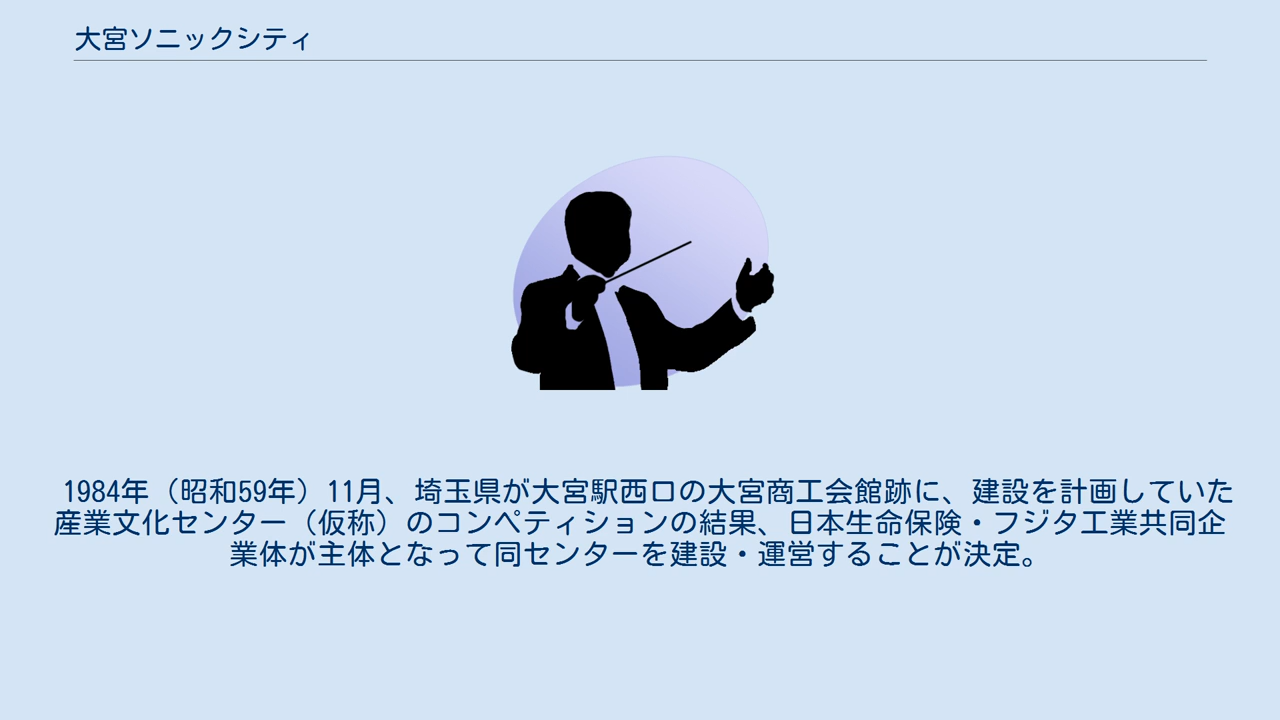 大宮ソニックシティ
1984年（昭和59年）11月、埼玉県が大宮駅西口の大宮商工会館跡に、建設を計画していた
産業文化センター（仮称）のコンペティションの結果、日本生命保険・フジタ工業共同企
業体が主体となって同センターを建設・運営することが決定。